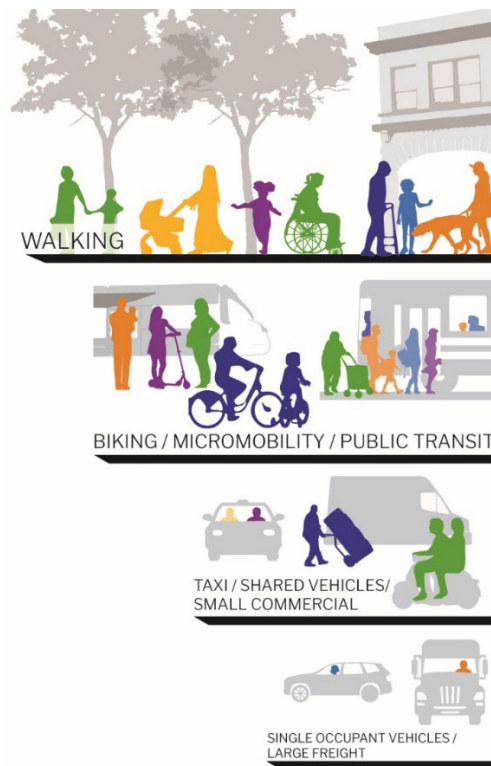 WALKING
BIKING / MICROMOBILITY / PUBLIC TRANSIT
TAXI / SHARED VEHICLES/
SMALL COMMERCIAL
SINGLE OCCUPANT VEHICLES /
LARGE FREIGHT